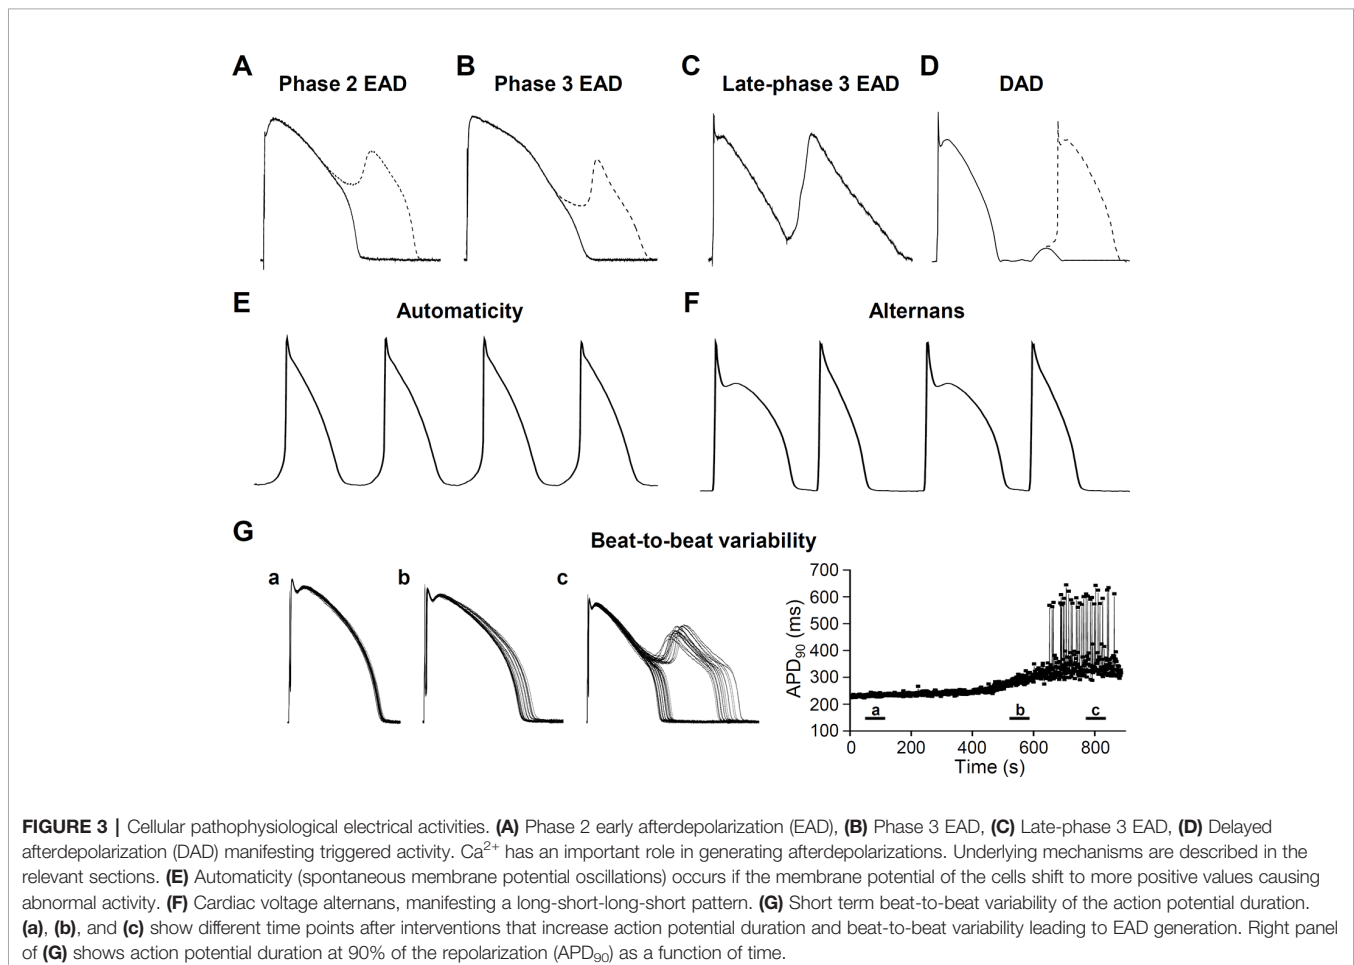 A
Phase 2 EAD
B
Phase 3 EAD
C
Late-phase 3 EAD
D
DAD
E
Automaticity
F
Alternans
G
Beat-to-beat variability
a
b
c
700
600
500
400
300
200
100
APD90 (ms)
a
b
c
0
200
400
600
800
Time (s)
FIGURE 3 | Cellular pathophysiological electrical activities. (A) Phase 2 early afterdepolarization (EAD), (B) Phase 3 EAD, (C) Late-phase 3 EAD, (D) Delayed
afterdepolarization (DAD) manifesting triggered activity. Ca2+ has an important role in generating afterdepolarizations. Underlying mechanisms are described in the
relevant sections. (E) Automaticity (spontaneous membrane potential oscillations) occurs if the membrane potential of the cells shift to more positive values causing
abnormal activity. (F) Cardiac voltage alternans, manifesting a long-short-long-short pattern. (G) Short term beat-to-beat variability of the action potential duration.
(a), (b), and (c) show different time points after interventions that increase action potential duration and beat-to-beat variability leading to EAD generation. Right panel
of (G) shows action potential duration at 90% of the repolarization (APD90) as a function of time.